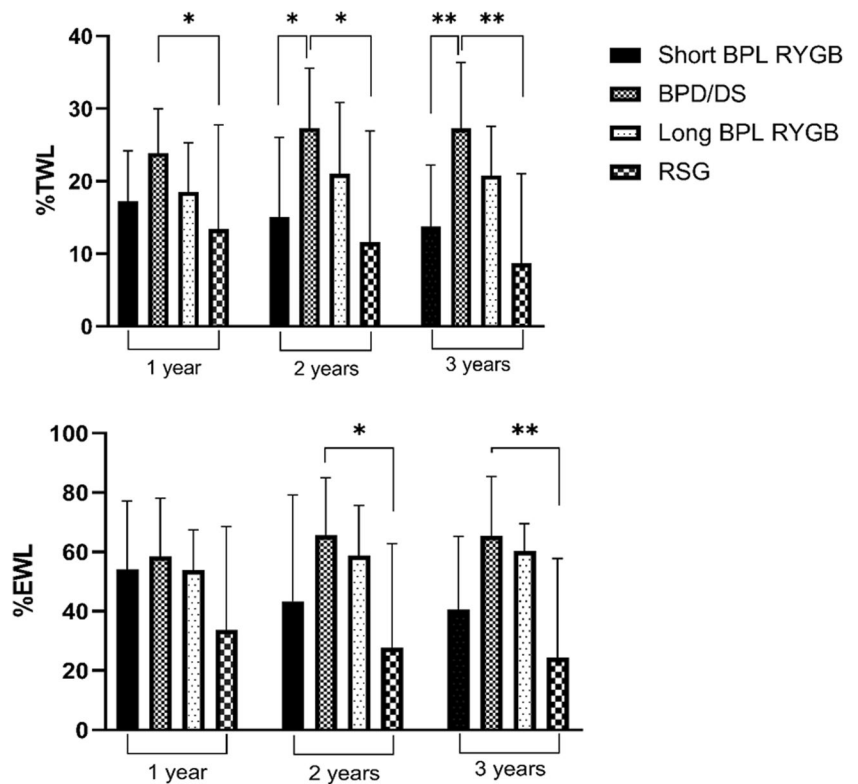 * * * ** **
40
30
20
10
0
%TWL
1 year 2 years 3 years
Short BPL RYGB
BPD/DS
Long BPL RYGB
RSG
* **
100
80
60
40
20
0
%EWL
1 year 2 years 3 years